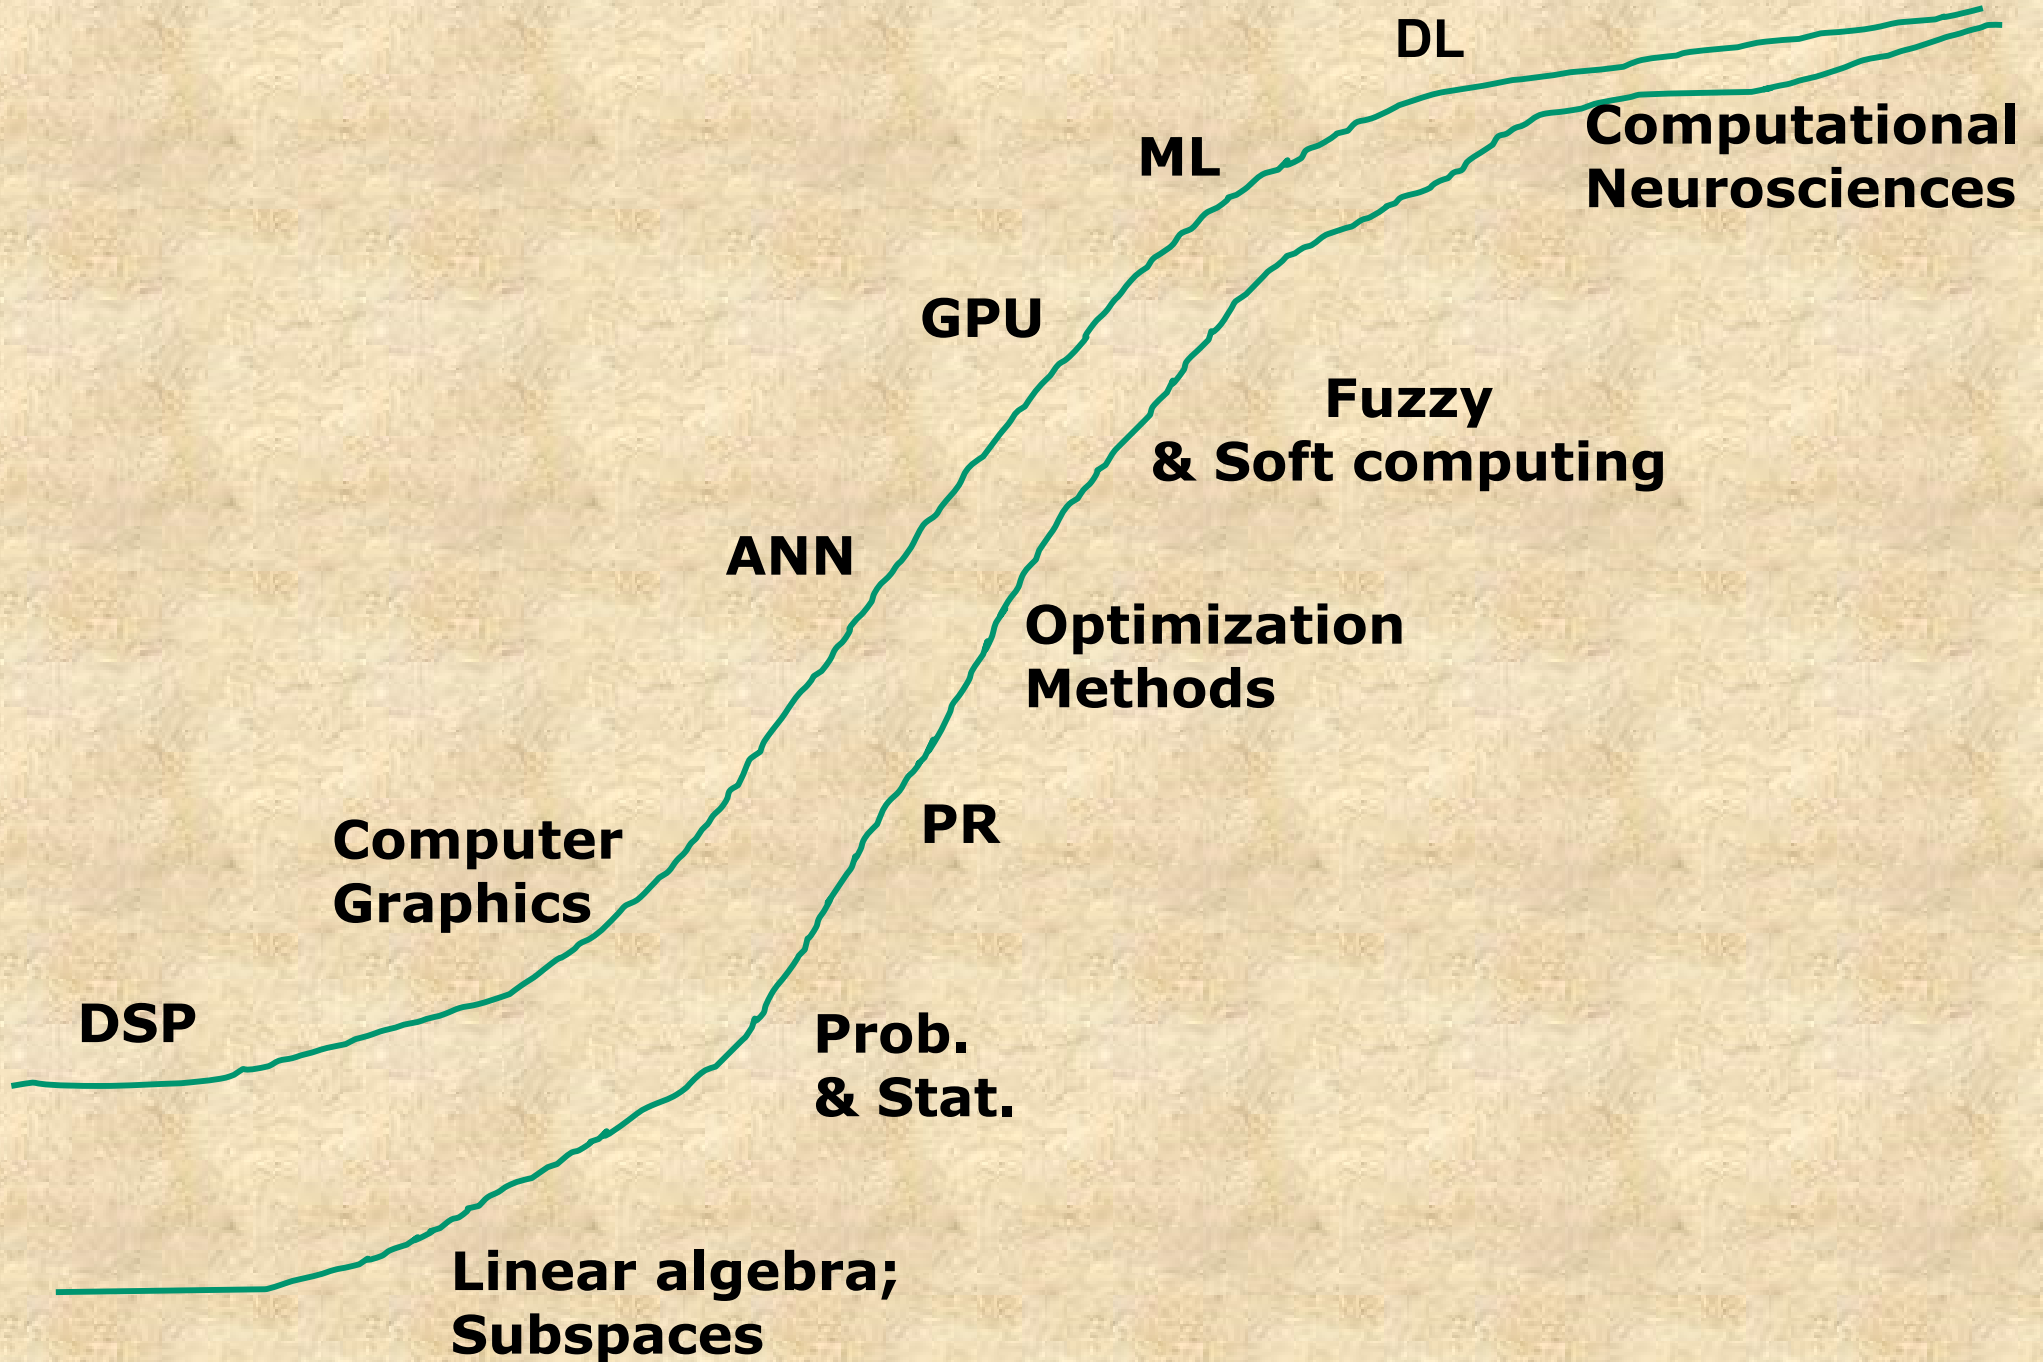 DL
Computational
Neurosciences
ML
GPU
Fuzzy
& Soft computing
ANN
Optimization
Methods
PR
Computer
Graphics
DSP
Prob.
& Stat.
Linear algebra;
Subspaces